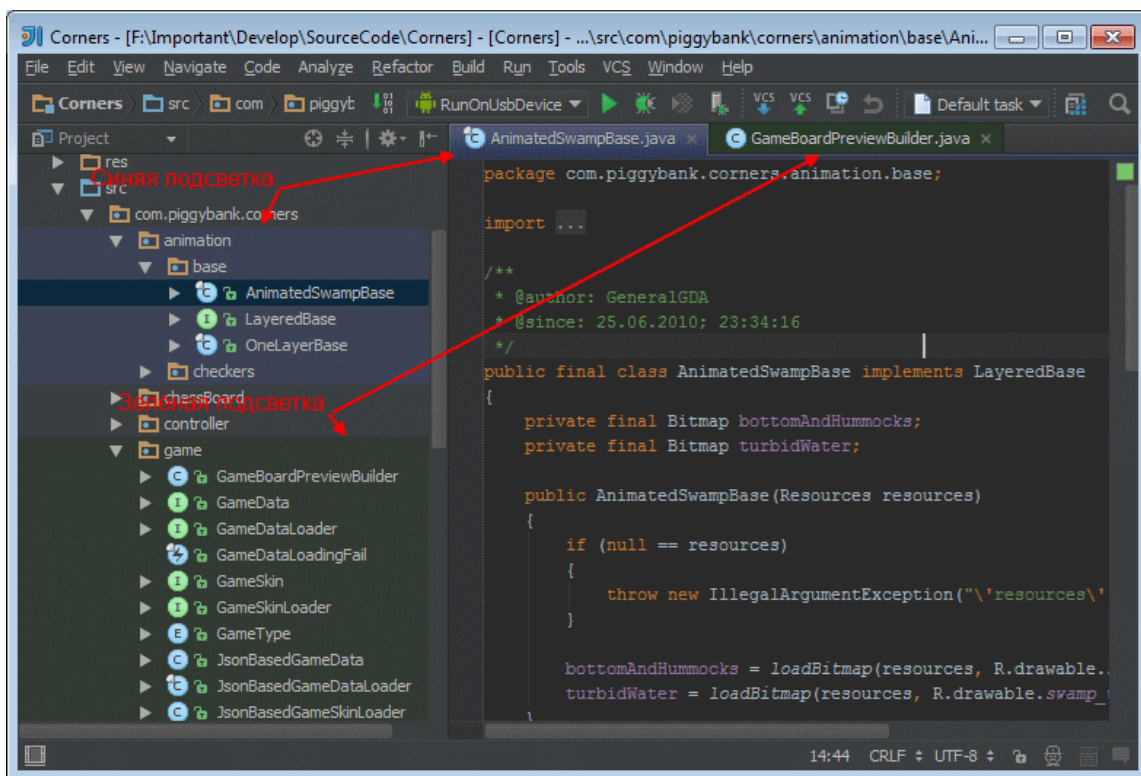 Corners - [F:\Important\Develop\SourceCode\Corners] - [Corners] - ...\src\com\piggybank\corners\animation\base\Ani...
File Edit View Navigate Code Analyze Refactor Build Run Tools VCS Window Help
Corners src com piggyb RunOnUsbDevice VCS VCS Default task
Project AnimatedSwampBase.java GameBoardPreviewBuilder.java
res
Синяя подсветка
src
com.piggybank.corners
animation
base
AnimatedSwampBase
LayeredBase
OneLayerBase
checkers
chessBoard
Зелёная подсветка
controller
game
GameBoardPreviewBuilder
GameData
GameDataLoader
GameDataLoadingFail
GameSkin
GameSkinLoader
GameType
JsonBasedGameData
JsonBasedGameDataLoader
JsonBasedGameSkinLoader
package com.piggybank.corners.animation.base;
import ...
/**
* @author: GeneralGDA
* @since: 25.06.2010; 23:34:16
*/
public final class AnimatedSwampBase implements LayeredBase
{
private final Bitmap bottomAndHummocks;
private final Bitmap turbidWater;
public AnimatedSwampBase(Resources resources)
{
if (null == resources)
{
throw new IllegalArgumentException("\'resources\'
}
bottomAndHummocks = loadBitmap(resources, R.drawable.
turbidWater = loadBitmap(resources, R.drawable.swamp_
14:44 CRLF UTF-8